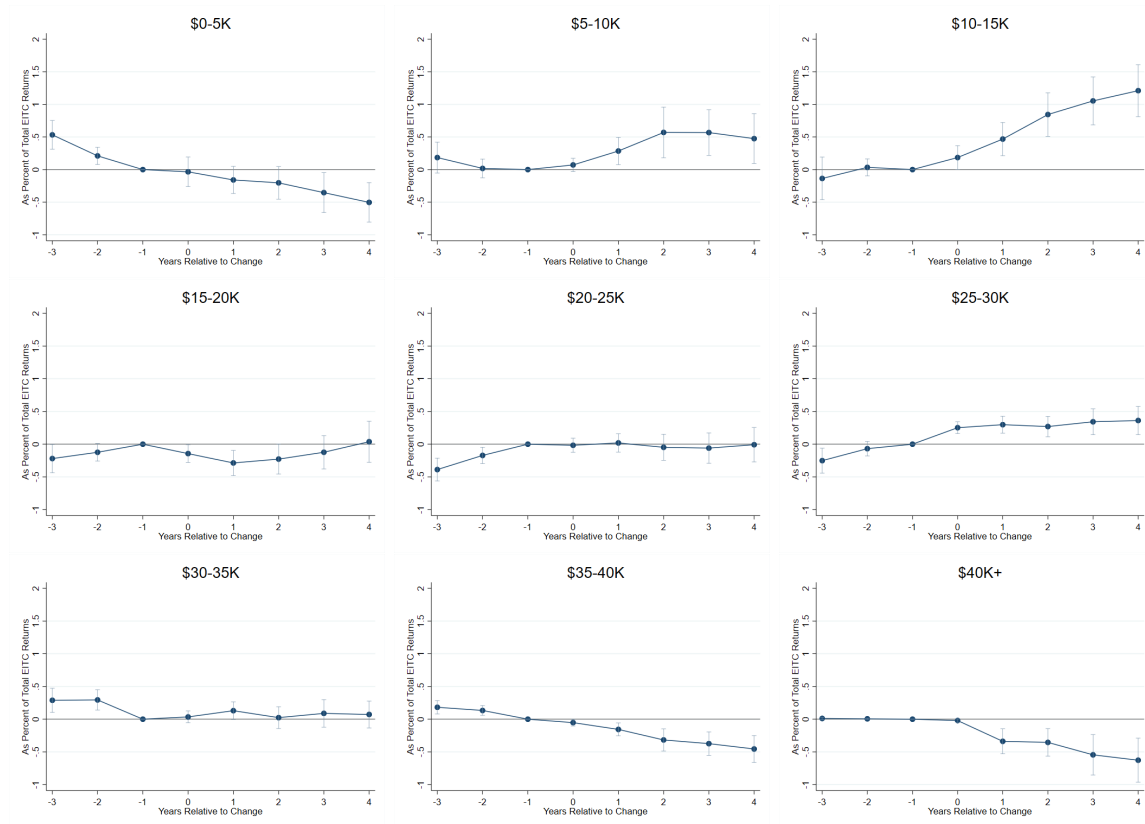 $0-5K
As Percent of Total EITC Returns
2
1.5
1
.5
0
-.5
-1
-3 -2 -1 0 1 2 3 4
Years Relative to Change
$5-10K
As Percent of Total EITC Returns
2
1.5
1
.5
0
-.5
-1
-3 -2 -1 0 1 2 3 4
Years Relative to Change
$10-15K
As Percent of Total EITC Returns
2
1.5
1
.5
0
-.5
-1
-3 -2 -1 0 1 2 3 4
Years Relative to Change
$15-20K
As Percent of Total EITC Returns
2
1.5
1
.5
0
-.5
-1
-3 -2 -1 0 1 2 3 4
Years Relative to Change
$20-25K
As Percent of Total EITC Returns
2
1.5
1
.5
0
-.5
-1
-3 -2 -1 0 1 2 3 4
Years Relative to Change
$25-30K
As Percent of Total EITC Returns
2
1.5
1
.5
0
-.5
-1
-3 -2 -1 0 1 2 3 4
Years Relative to Change
$30-35K
As Percent of Total EITC Returns
2
1.5
1
.5
0
-.5
-1
-3 -2 -1 0 1 2 3 4
Years Relative to Change
$35-40K
As Percent of Total EITC Returns
2
1.5
1
.5
0
-.5
-1
-3 -2 -1 0 1 2 3 4
Years Relative to Change
$40K+
As Percent of Total EITC Returns
2
1.5
1
.5
0
-.5
-1
-3 -2 -1 0 1 2 3 4
Years Relative to Change